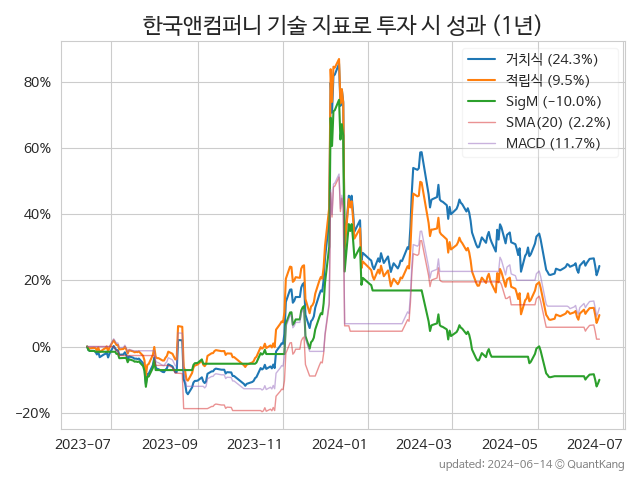 한국앤컴퍼니 기술 지표로 투자 시 성과 (1년)
거치식 (24.3%)
적립식 (9.5%)
SigM (−10.0%)
SMA(20) (2.2%)
MACD (11.7%)
80%
60%
40%
20%
0%
−20%
2023-07 2023-09 2023-11 2024-01 2024-03 2024-05 2024-07
updated: 2024-06-14 © QuantKang